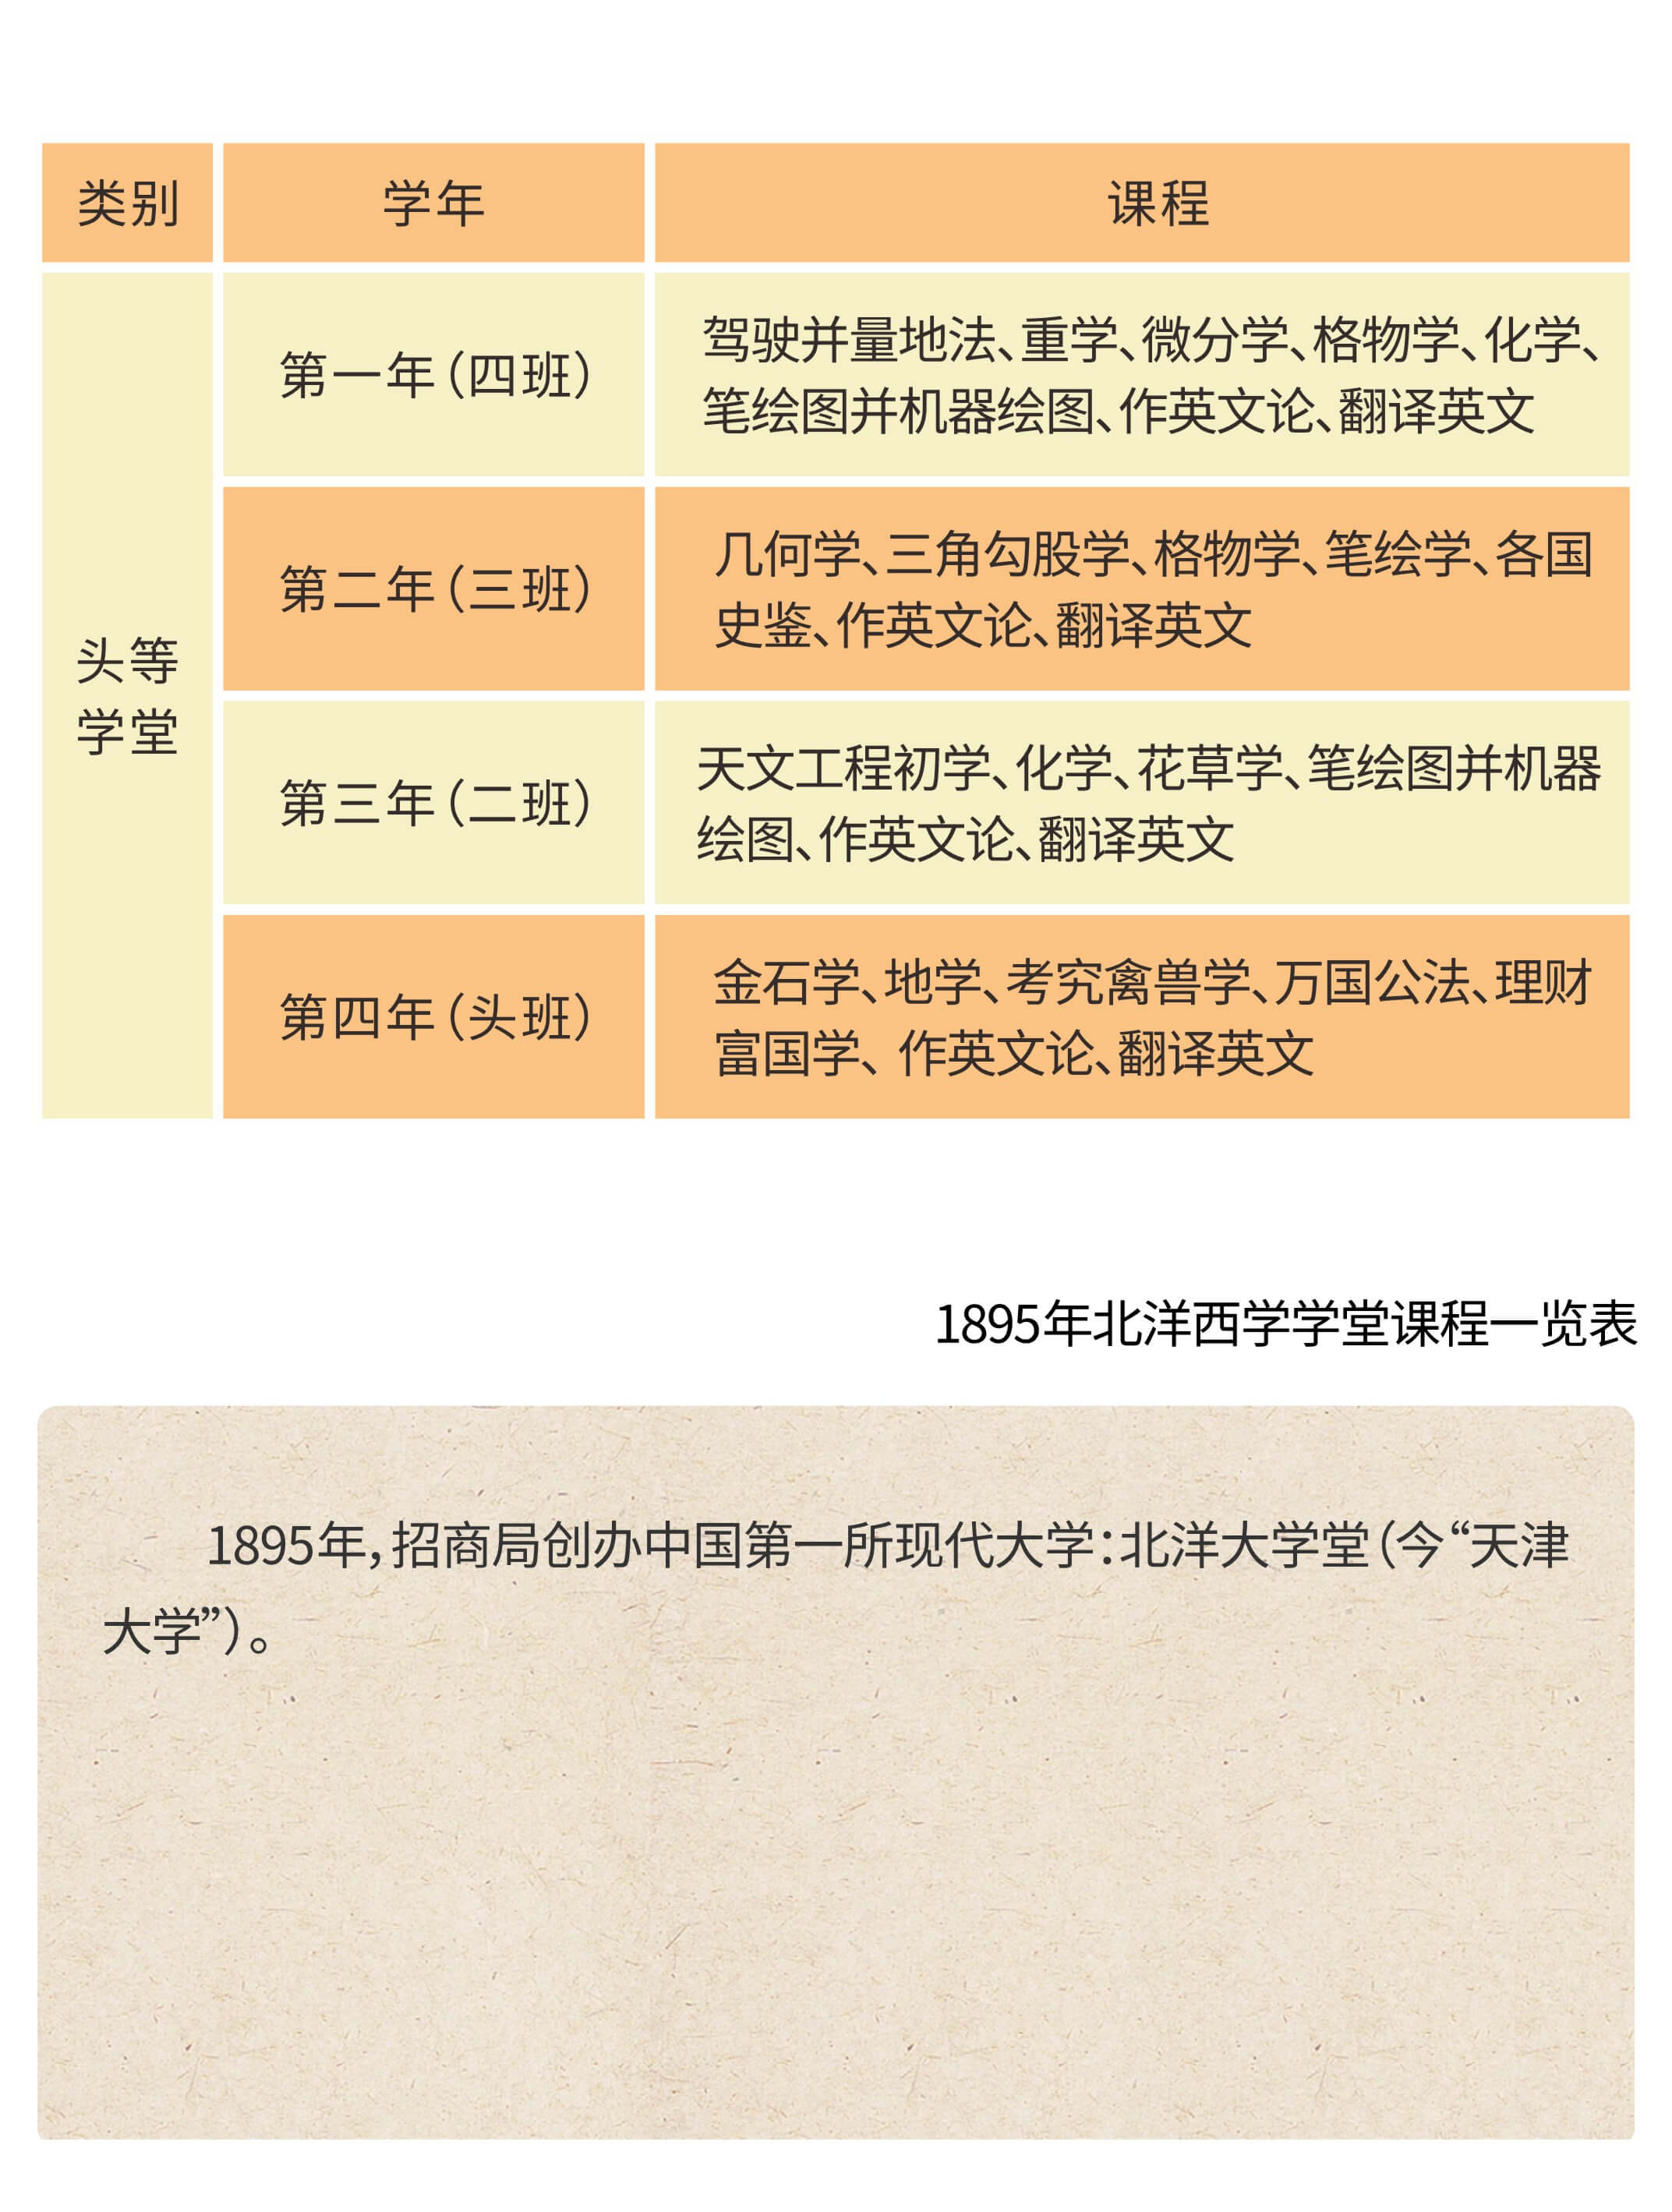 类别
学年
课程
头等
学堂
第一年（四班）
驾驶并量地法、重学、微分学、格物学、化学、
笔绘图并机器绘图、作英文论、翻译英文
第二年（三班）
几何学、三角勾股学、格物学、笔绘学、各国
史鉴、作英文论、翻译英文
第三年（二班）
天文工程初学、化学、花草学、笔绘图并机器
绘图、作英文论、翻译英文
第四年（头班）
金石学、地学、考究禽兽学、万国公法、理财
富国学、作英文论、翻译英文
1895年北洋西学学堂课程一览表
1895年，招商局创办中国第一所现代大学：北洋大学堂（今“天津
大学”）。